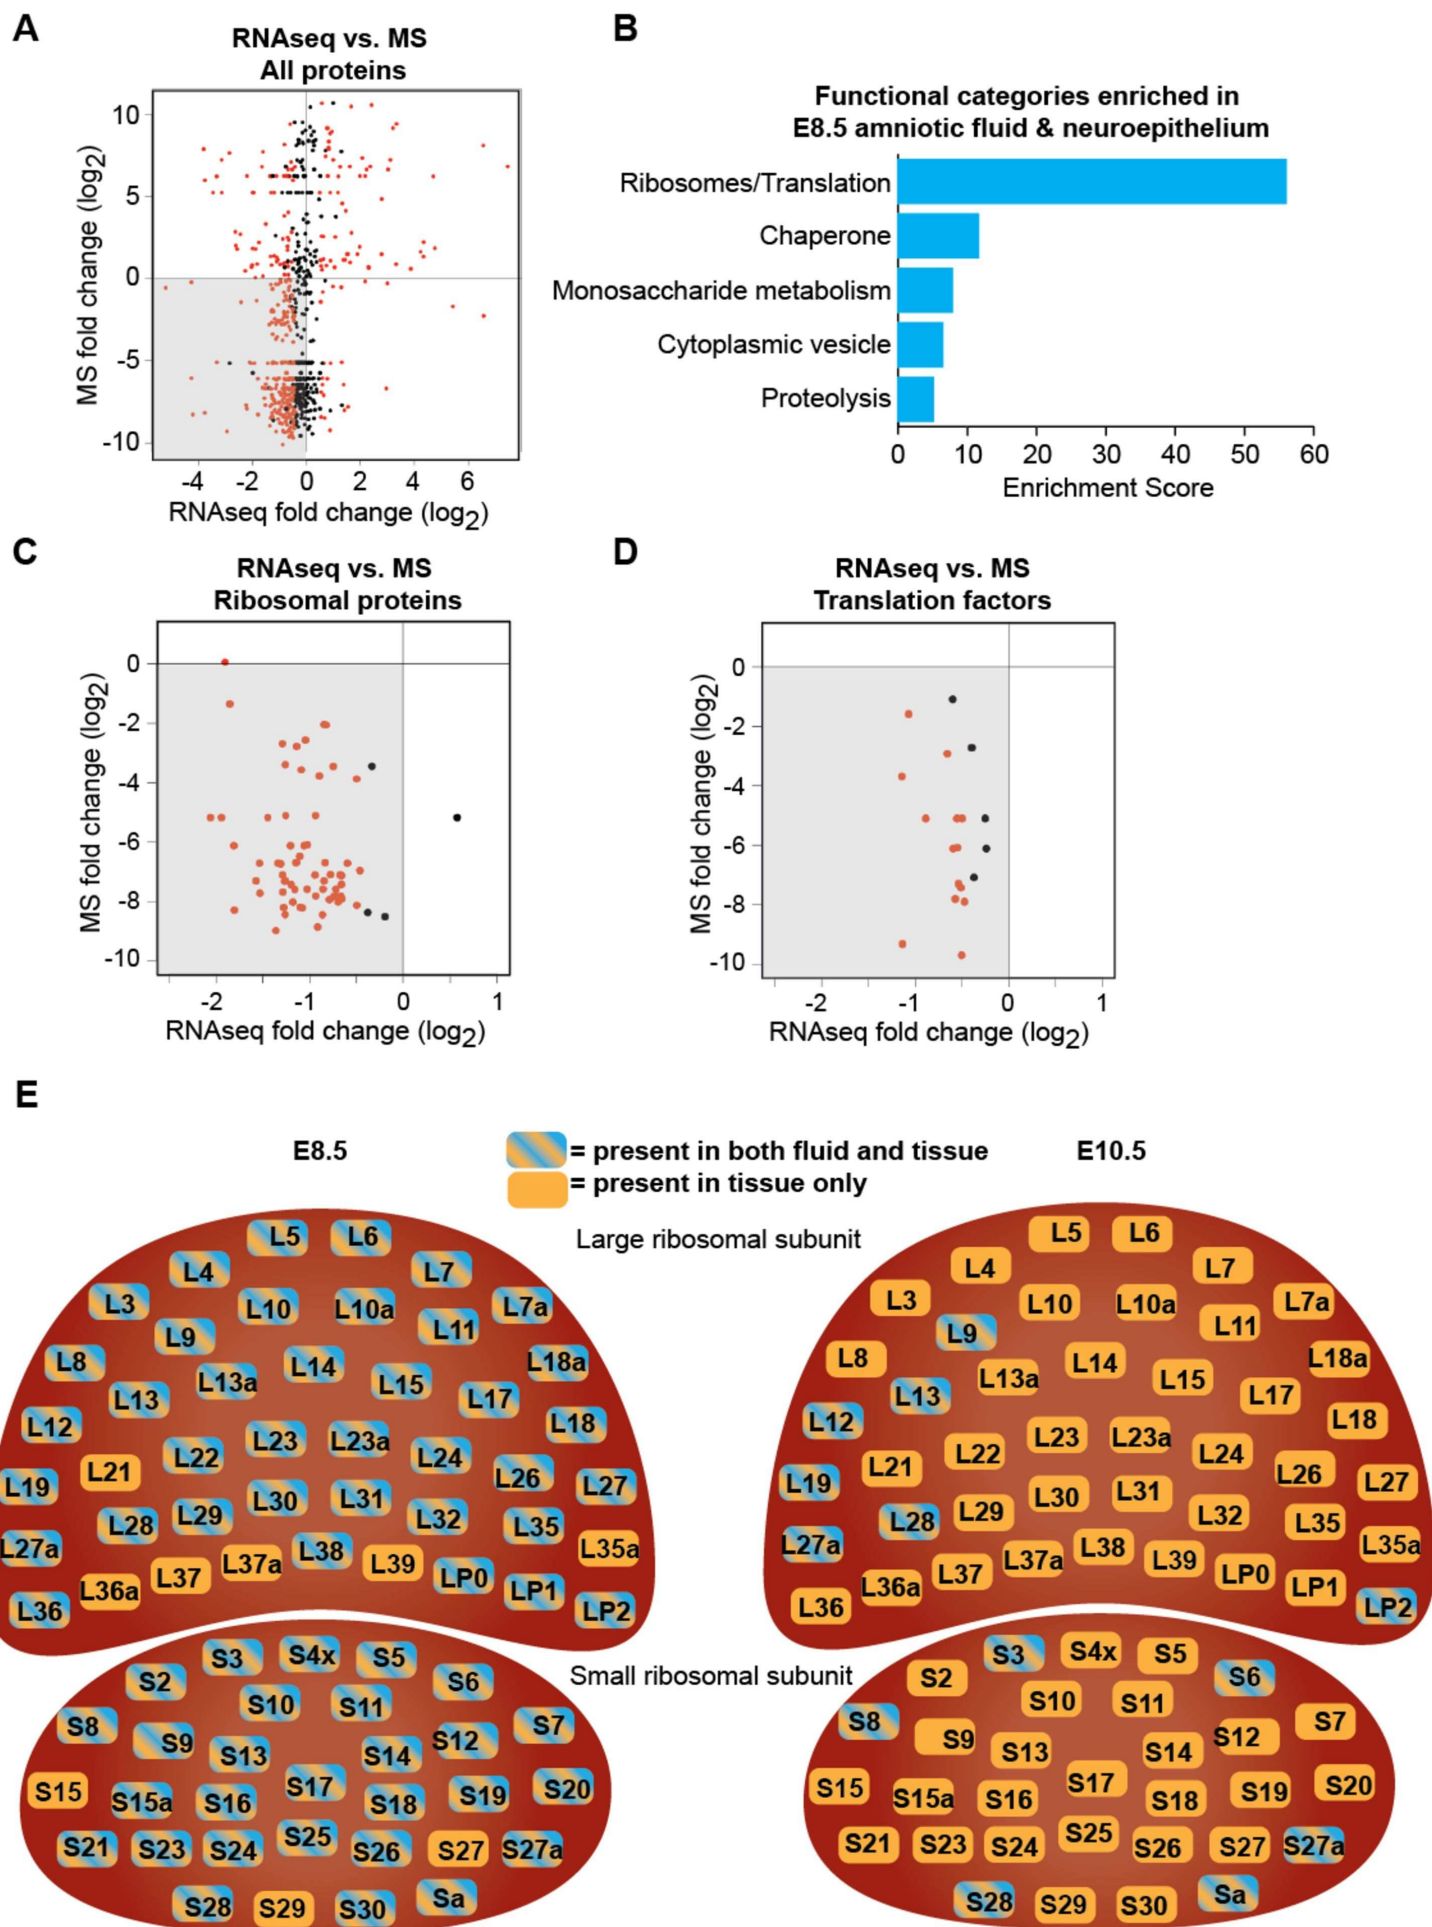 A
RNAseq vs. MS
All proteins
MS fold change (log2)
10
5
0
-5
-10
-4 -2 0 2 4 6
RNAseq fold change (log2)
B
Functional categories enriched in
E8.5 amniotic fluid & neuroepithelium
Ribosomes/Translation
Chaperone
Monosaccharide metabolism
Cytoplasmic vesicle
Proteolysis
0 10 20 30 40 50 60
Enrichment Score
C
RNAseq vs. MS
Ribosomal proteins
MS fold change (log2)
0
-2
-4
-6
-8
-10
-2 -1 0 1
RNAseq fold change (log2)
D
RNAseq vs. MS
Translation factors
MS fold change (log2)
0
-2
-4
-6
-8
-10
-2 -1 0 1
RNAseq fold change (log2)
E
E8.5
= present in both fluid and tissue
= present in tissue only
E10.5
Large ribosomal subunit
L5 L6
L4 L7
L3 L10 L10a L7a
L9 L11
L8 L14 L18a
L13 L13a L15 L17
L12 L18
L22 L23 L23a L24
L19 L21 L26 L27
L28 L29 L30 L31 L32 L35
L27a L38 L35a
L36a L37 L37a L39 LP0 LP1
L36 LP2
L5 L6
L4 L7
L3 L10 L10a L7a
L9 L11
L8 L14 L18a
L13 L13a L15 L17
L12 L18
L22 L23 L23a L24
L19 L21 L26 L27
L28 L29 L30 L31 L32 L35
L27a L38 L35a
L36a L37 L37a L39 LP0 LP1
L36 LP2
Small ribosomal subunit
S3 S4x S5
S2 S6
S10 S11
S8 S9 S12 S7
S13 S14
S15 S17 S20
S15a S16 S18 S19
S21 S23 S24 S25 S26 S27 S27a
S28 S29 S30 Sa
S3 S4x S5
S2 S6
S10 S11
S8 S9 S12 S7
S13 S14
S15 S17 S20
S15a S16 S18 S19
S21 S23 S24 S25 S26 S27 S27a
S28 S29 S30 Sa